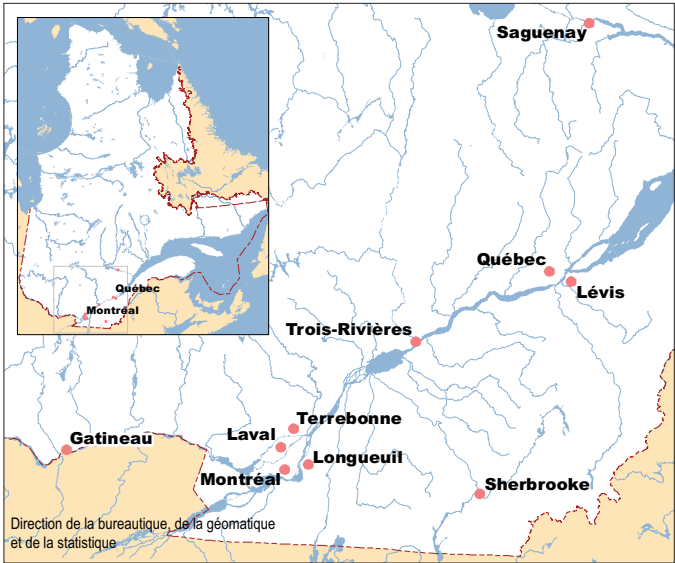 Saguenay
Québec
Lévis
Québec
Montréal
Trois-Rivières
Terrebonne
Laval
Gatineau
Longueuil
Montréal
Sherbrooke
Direction de la bureautique, de la géomatique
et de la statistique